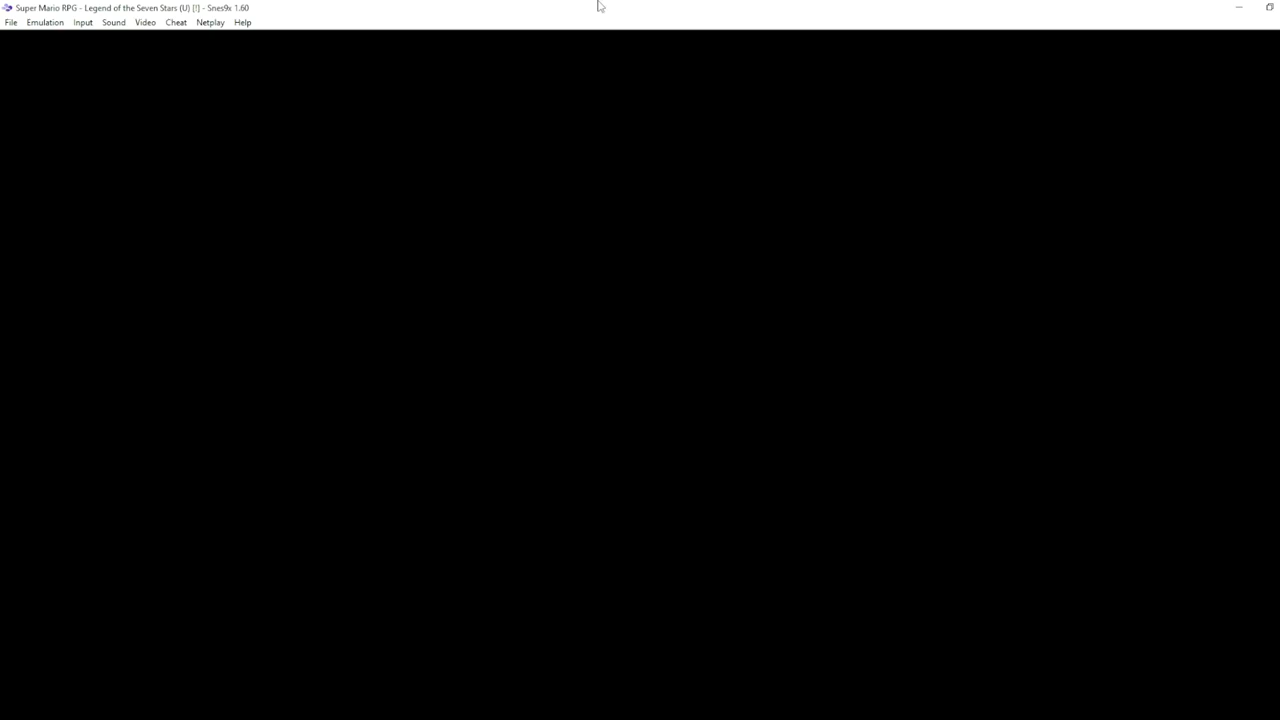 Super Mario RPG - Legend of the Seven Stars (U) [!] - Snes9x 1.60
File Emulation Input Sound Video Cheat Netplay Help